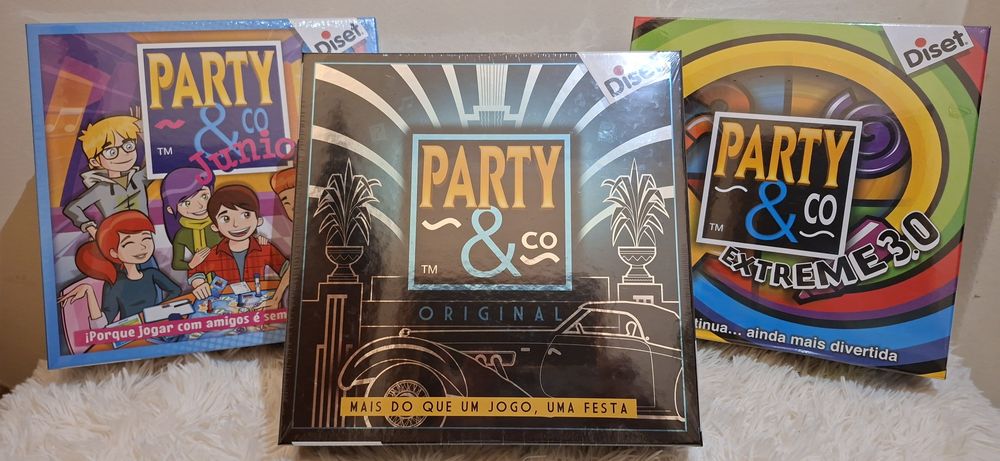 Diset
PARTY
& CO
TM
Junio
¡Porque jogar com amigos é sem
Diset
PARTY
& CO
TM
ORIGINAL
MAIS DO QUE UM JOGO, UMA FESTA
Diset
PARTY
& CO
TM
EXTREME 3.0
tinua... ainda mais divertida